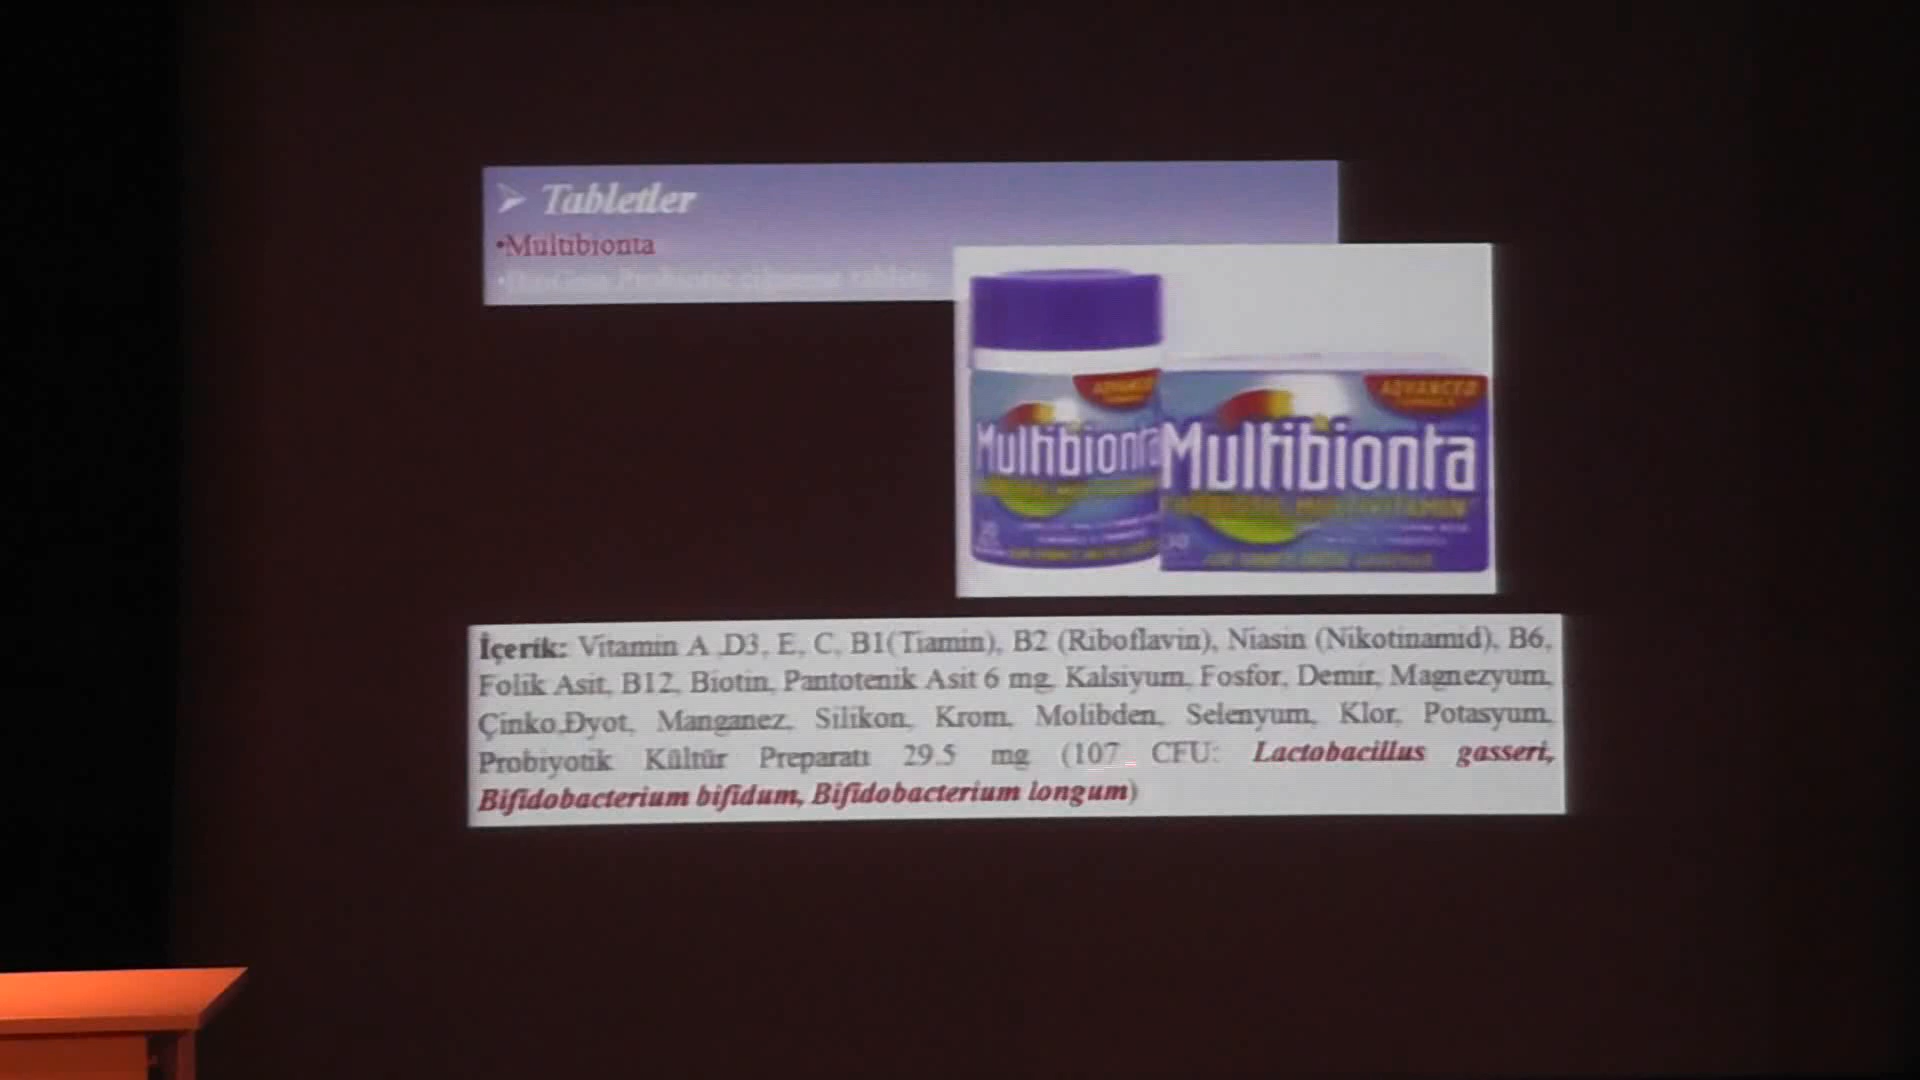 ➢ Tabletler
•Multibionta
ADVANCED
Multibionta
ADVANCED
Multibionta
MULTIVITAMIN
İçerik: Vitamin A ,D3, E, C, B1(Tiamin), B2 (Riboflavin), Niasin (Nikotinamid), B6,
Folik Asit, B12, Biotin, Pantotenik Asit 6 mg, Kalsiyum, Fosfor, Demir, Magnezyum,
Çinko,Đyot, Manganez, Silikon, Krom, Molibden, Selenyum, Klor, Potasyum,
Probiyotik Kültür Preparatı 29.5 mg (107 CFU: Lactobacillus gasseri,
Bifidobacterium bifidum, Bifidobacterium longum)